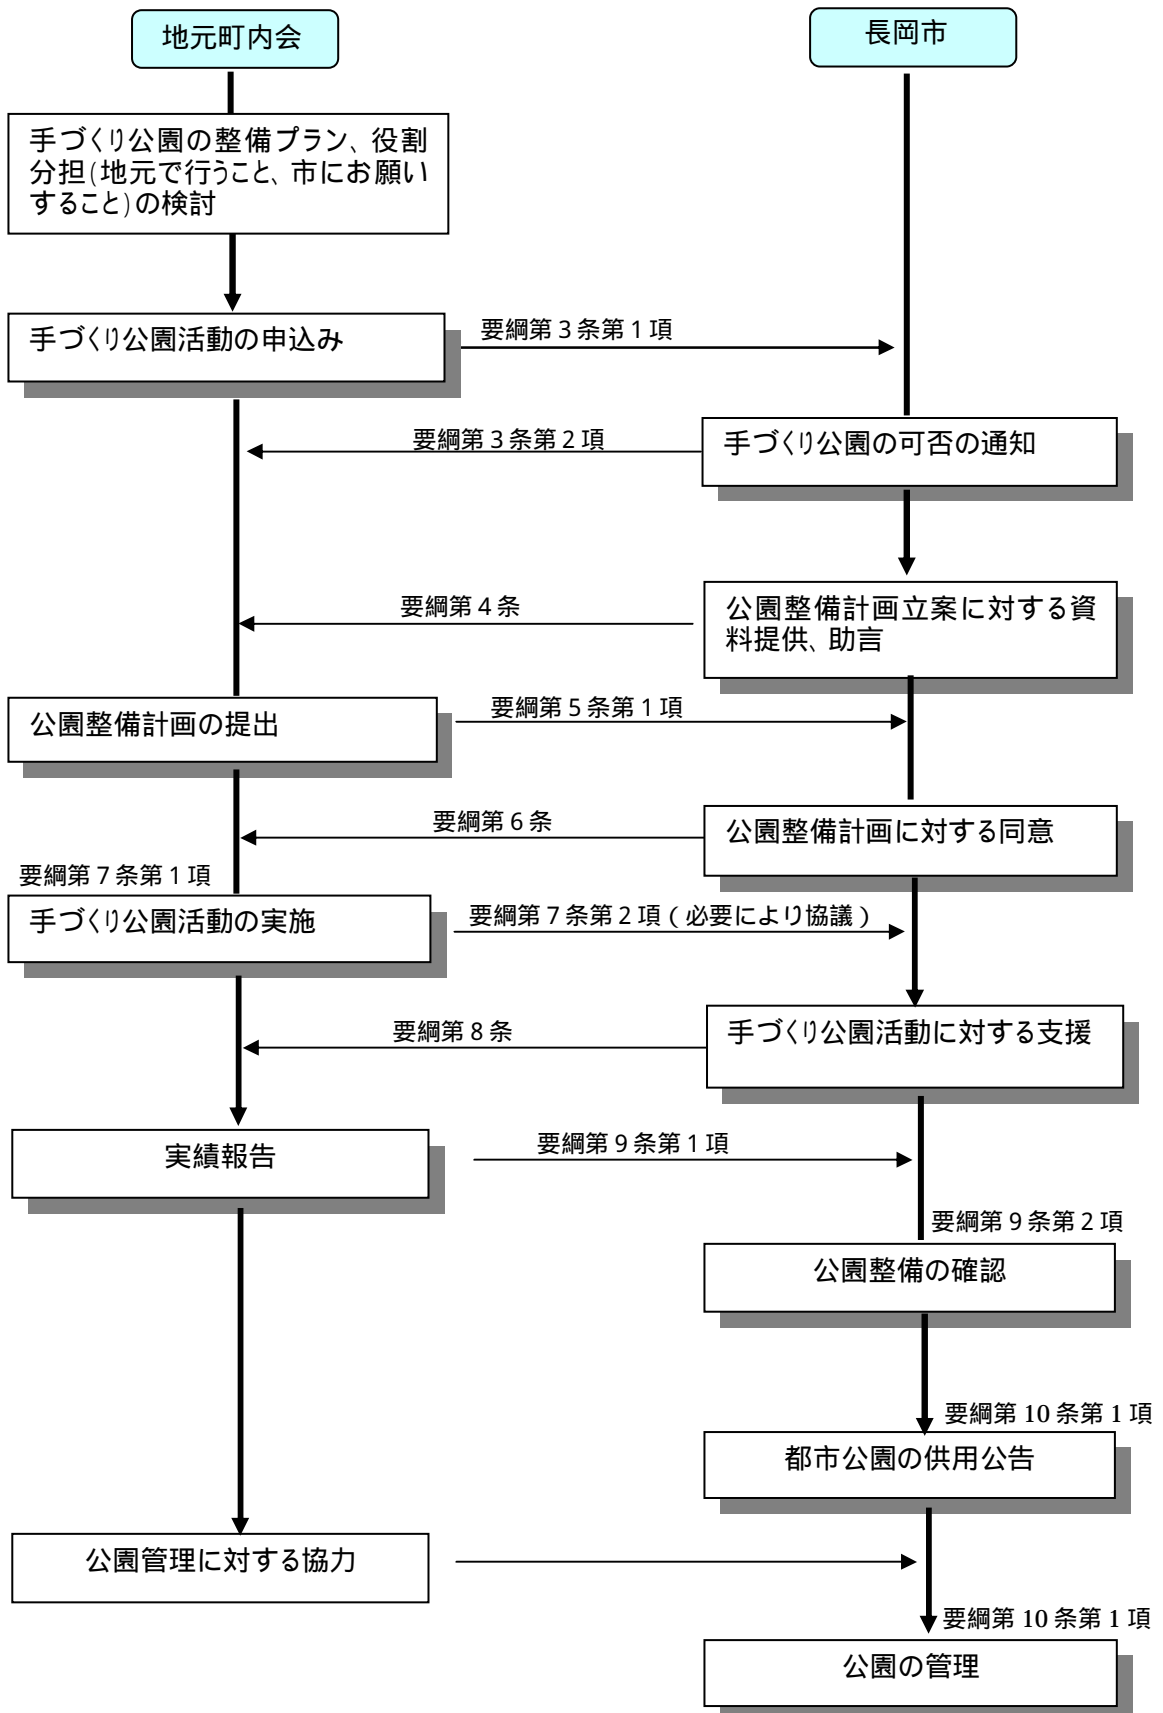 地元町内会
長岡市
手づくり公園の整備プラン、役割
分担(地元で行うこと、市にお願い
すること)の検討
手づくり公園活動の申込み
要綱第３条第１項
要綱第３条第２項
手づくり公園の可否の通知
要綱第４条
公園整備計画立案に対する資
料提供、助言
公園整備計画の提出
要綱第５条第１項
要綱第６条
公園整備計画に対する同意
要綱第７条第１項
手づくり公園活動の実施
要綱第７条第２項（必要により協議）
要綱第８条
手づくり公園活動に対する支援
実績報告
要綱第９条第１項
要綱第９条第２項
公園整備の確認
要綱第 10 条第１項
都市公園の供用公告
公園管理に対する協力
要綱第 10 条第１項
公園の管理